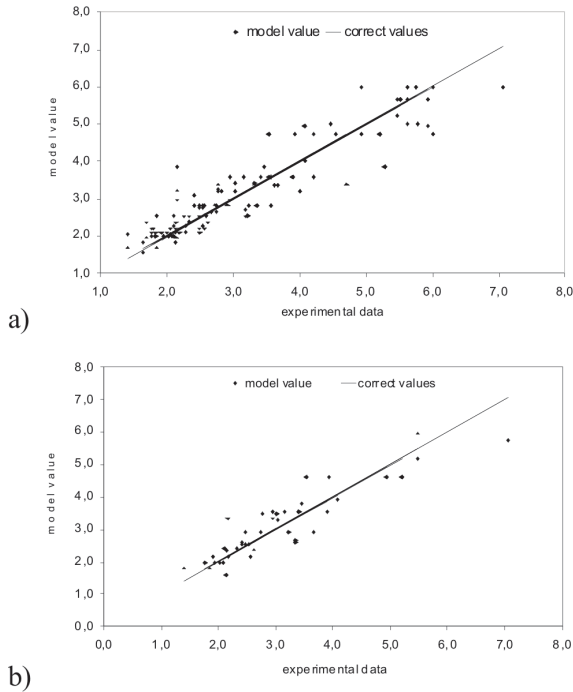 8,0
model value correct values
7,0
6,0
5,0
4,0
3,0
2,0
1,0
model value
1,0 2,0 3,0 4,0 5,0 6,0 7,0 8,0
experimental data
a)
8,0
model value correct values
7,0
6,0
5,0
4,0
3,0
2,0
1,0
0,0
model value
0,0 1,0 2,0 3,0 4,0 5,0 6,0 7,0 8,0
experimental data
b)